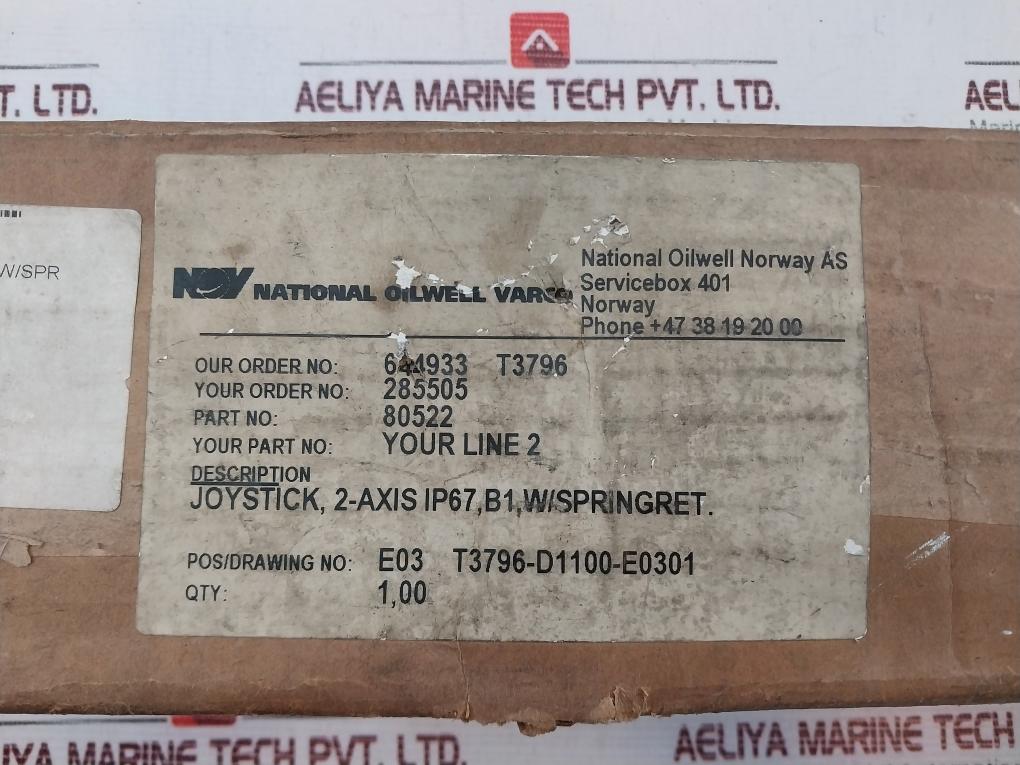 T. LTD.
AELIYA MARINE TECH PVT. LTD.
AEL
W/SPR
NOV NATIONAL OILWELL VARCO
National Oilwell Norway AS
Servicebox 401
Norway
Phone +47 38 19 20 00
OUR ORDER NO: 644933 T3796
YOUR ORDER NO: 285505
PART NO: 80522
YOUR PART NO: YOUR LINE 2
DESCRIPTION
JOYSTICK, 2-AXIS IP67,B1,W/SPRINGRET.
POS/DRAWING NO: E03 T3796-D1100-E0301
QTY: 1,00
IYA MARINE TECH PVT. LTD.
AELIYA MARINE TECH